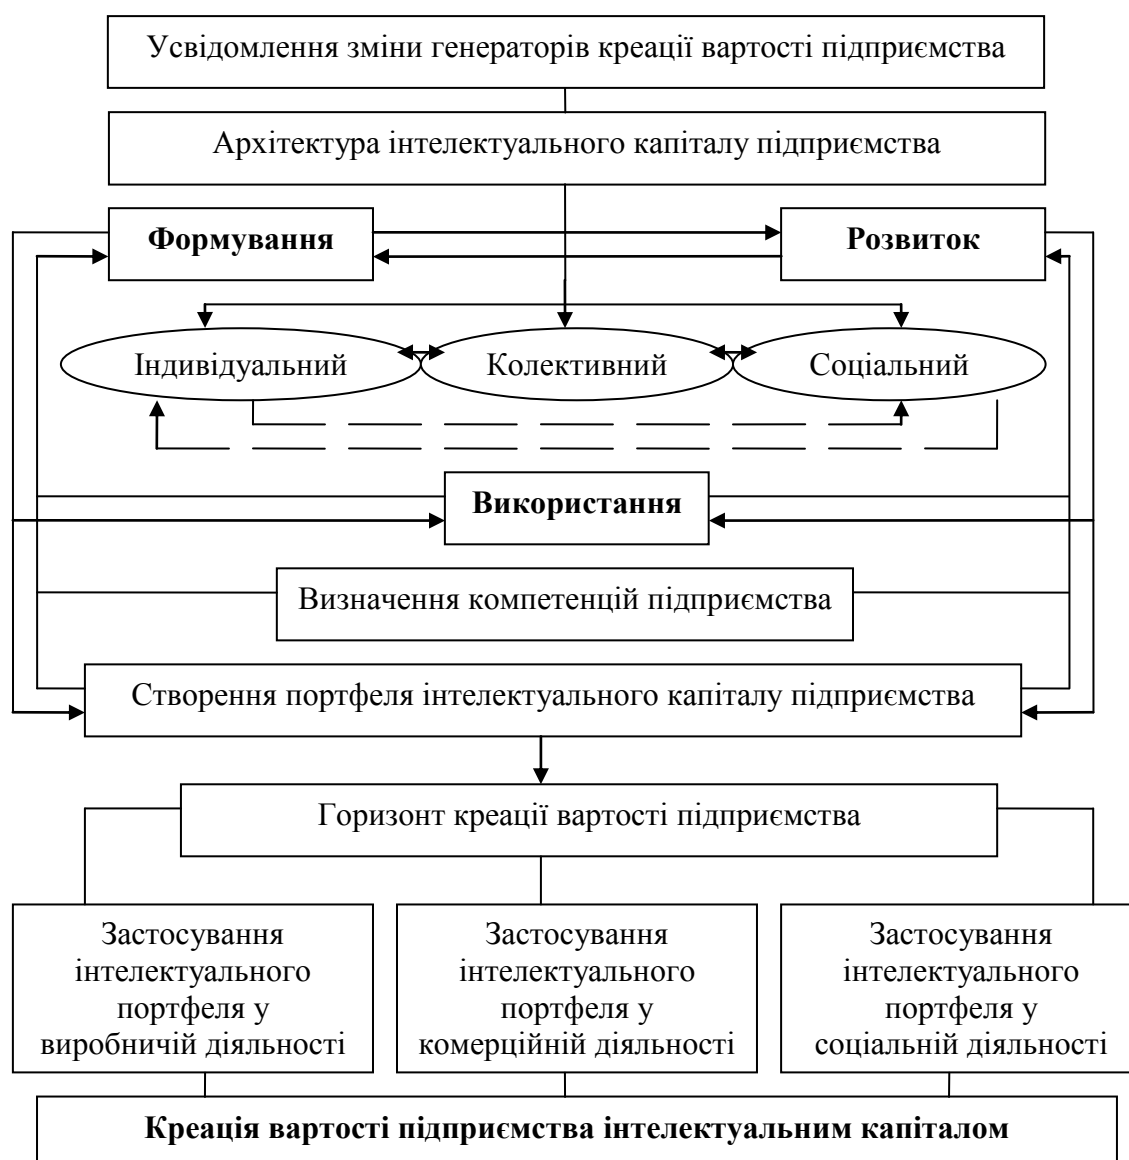 Усвідомлення зміни генераторів креації вартості підприємства
Архітектура інтелектуального капіталу підприємства
Формування
Розвиток
Індивідуальний
Колективний
Соціальний
Використання
Визначення компетенцій підприємства
Створення портфеля інтелектуального капіталу підприємства
Горизонт креації вартості підприємства
Застосування
інтелектуального
портфеля у
виробничій діяльності
Застосування
інтелектуального
портфеля у
комерційній діяльності
Застосування
інтелектуального
портфеля у
соціальній діяльності
Креація вартості підприємства інтелектуальним капіталом